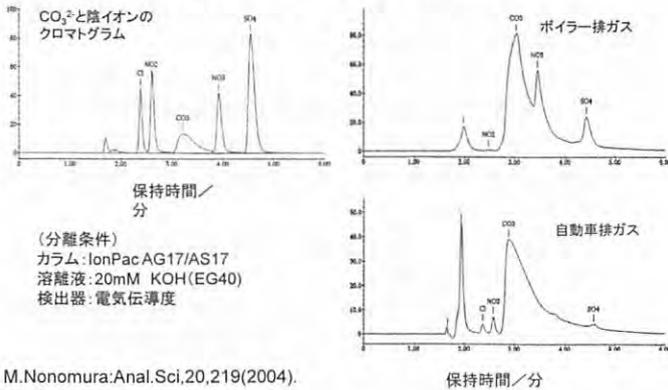 CO₃²⁻と陰イオンの
クロマトグラム
Cl
NO2
CO3
NO3
SO4
保持時間／
分
（分離条件）
カラム：IonPac AG17/AS17
溶離液：20mM KOH（EG40）
検出器：電気伝導度
ボイラー排ガス
NO2
CO3
SO4
自動車排ガス
Cl
NO2
CO3
SO4
保持時間／分
M.Nonomura:Anal.Sci,20,219(2004).